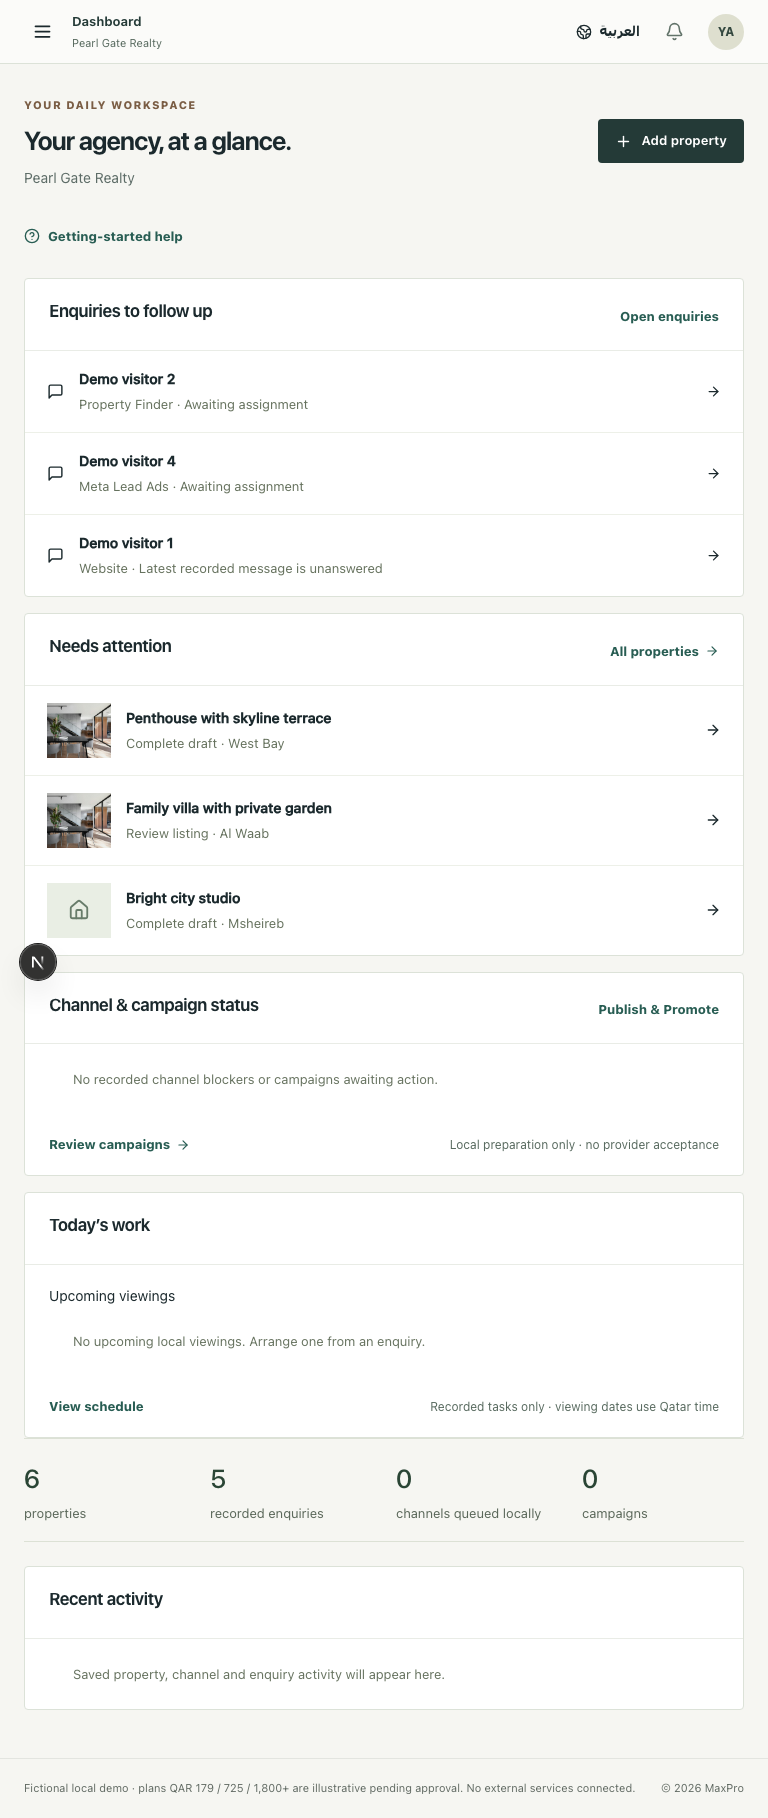 Dashboard
Pearl Gate Realty
العربية
YA
YOUR DAILY WORKSPACE
Your agency, at a glance.
Pearl Gate Realty
Add property
Getting-started help
Enquiries to follow up
Open enquiries
Demo visitor 2
Property Finder · Awaiting assignment
Demo visitor 4
Meta Lead Ads · Awaiting assignment
Demo visitor 1
Website · Latest recorded message is unanswered
Needs attention
All properties
Penthouse with skyline terrace
Complete draft · West Bay
Family villa with private garden
Review listing · Al Waab
Bright city studio
Complete draft · Msheireb
N
Channel & campaign status
Publish & Promote
No recorded channel blockers or campaigns awaiting action.
Review campaigns
Local preparation only · no provider acceptance
Today’s work
Upcoming viewings
No upcoming local viewings. Arrange one from an enquiry.
View schedule
Recorded tasks only · viewing dates use Qatar time
6
properties
5
recorded enquiries
0
channels queued locally
0
campaigns
Recent activity
Saved property, channel and enquiry activity will appear here.
Fictional local demo · plans QAR 179 / 725 / 1,800+ are illustrative pending approval. No external services connected.
© 2026 MaxPro